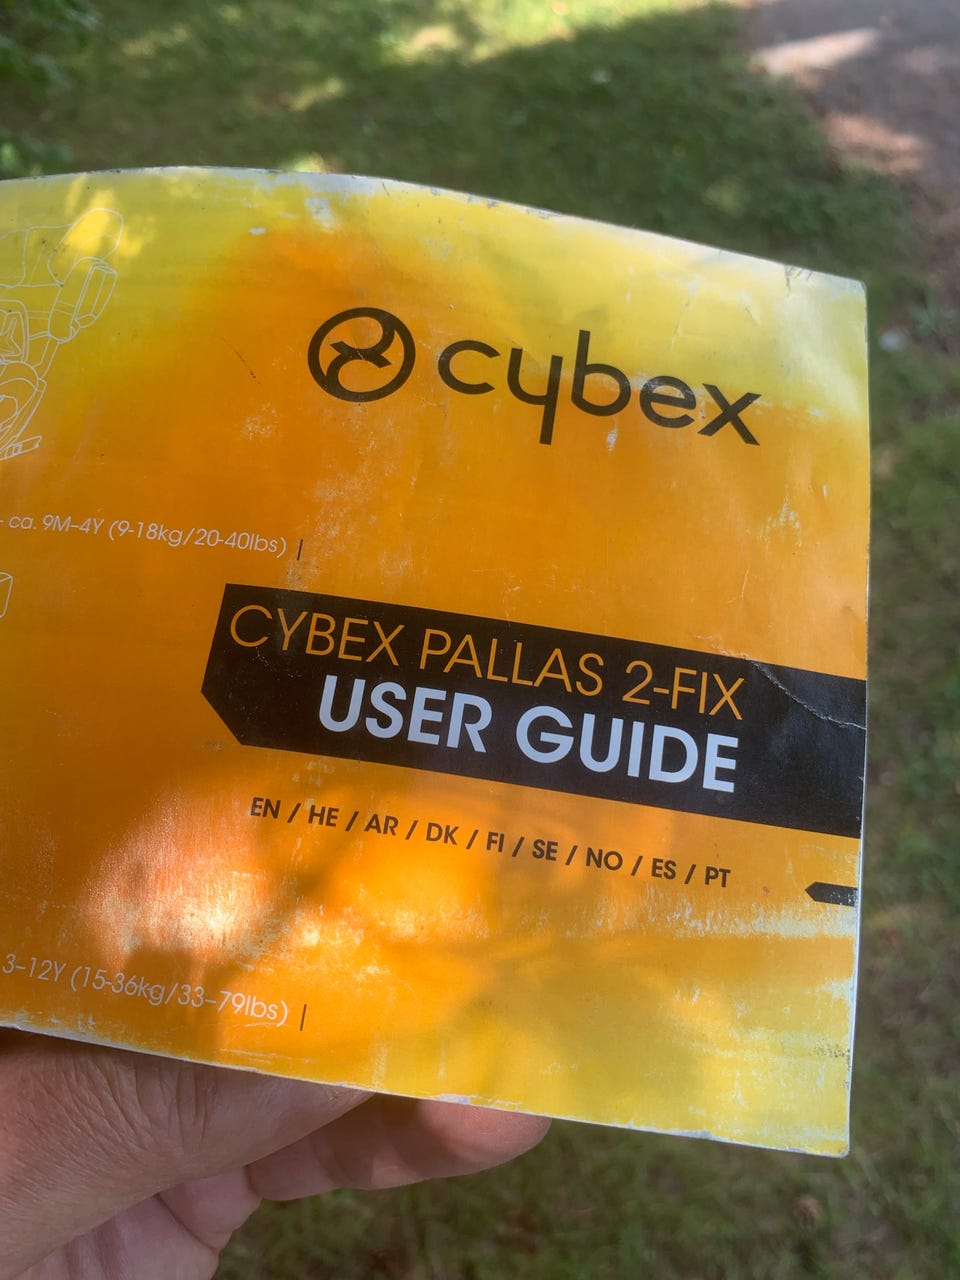 cybex
- ca. 9M–4Y (9-18kg/20-40lbs) |
CYBEX PALLAS 2-FIX
USER GUIDE
EN / HE / AR / DK / FI / SE / NO / ES / PT
3–12Y (15-36kg/33–79lbs) |